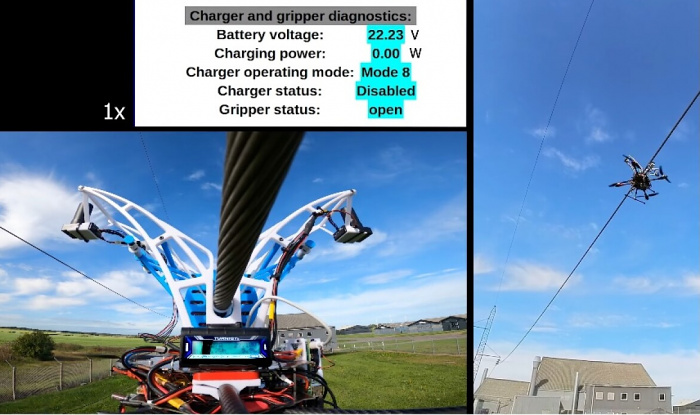 Charger and gripper diagnostics:
Battery voltage: 22.23 V
Charging power: 0.00 W
Charger operating mode: Mode 8
Charger status: Disabled
Gripper status: open
1x
TURNIGY